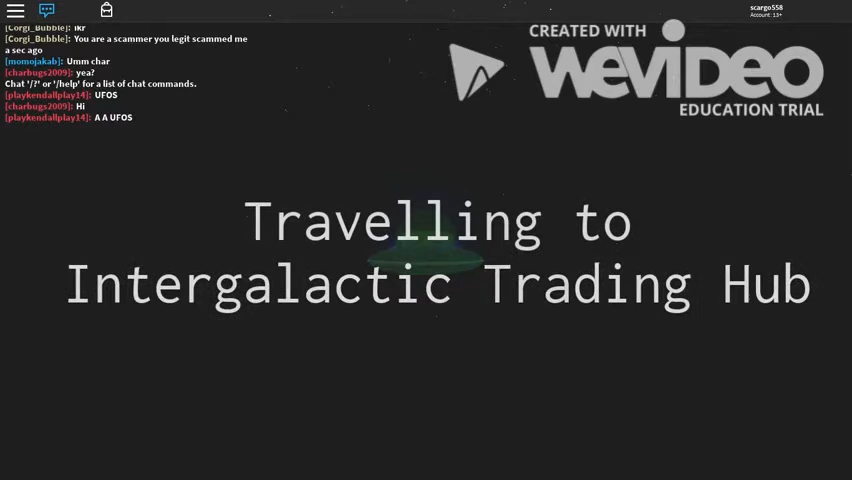 scargo558
Account: 13+
[Corgi_Bubble]: ikr
[Corgi_Bubble]: You are a scammer you legit scammed me
a sec ago
[momojakab]: Umm char
[charbugs2009]: yea?
Chat '/?' or '/help' for a list of chat commands.
[playkendallplay14]: UFOS
[charbugs2009]: Hi
[playkendallplay14]: A A UFOS
CREATED WITH
WEVIDEO
EDUCATION TRIAL
Travelling to
Intergalactic Trading Hub